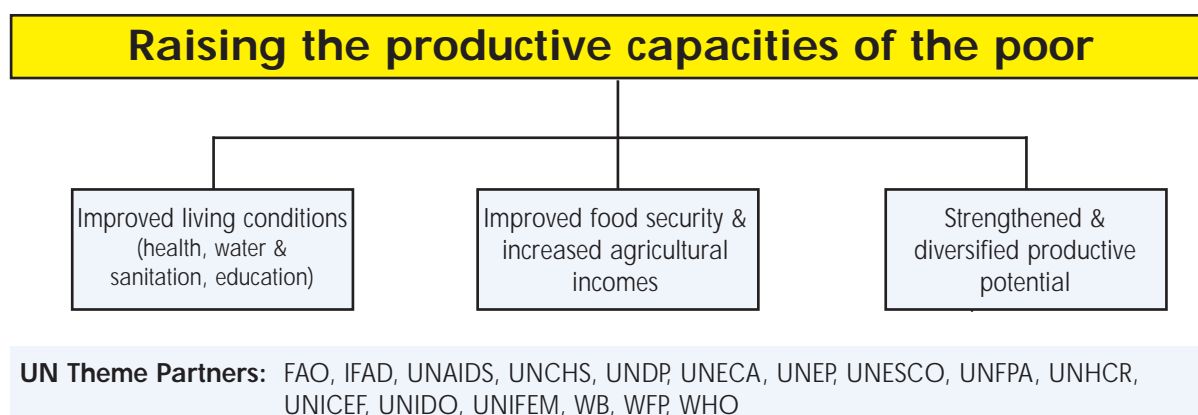 Raising the productive capacities of the poor
Improved living conditions
(health, water &
sanitation, education)
Improved food security &
increased agricultural
incomes
Strengthened &
diversified productive
potential
UN Theme Partners: FAO, IFAD, UNAIDS, UNCHS, UNDP, UNECA, UNEP, UNESCO, UNFPA, UNHCR,
UNICEF, UNIDO, UNIFEM, WB, WFP, WHO